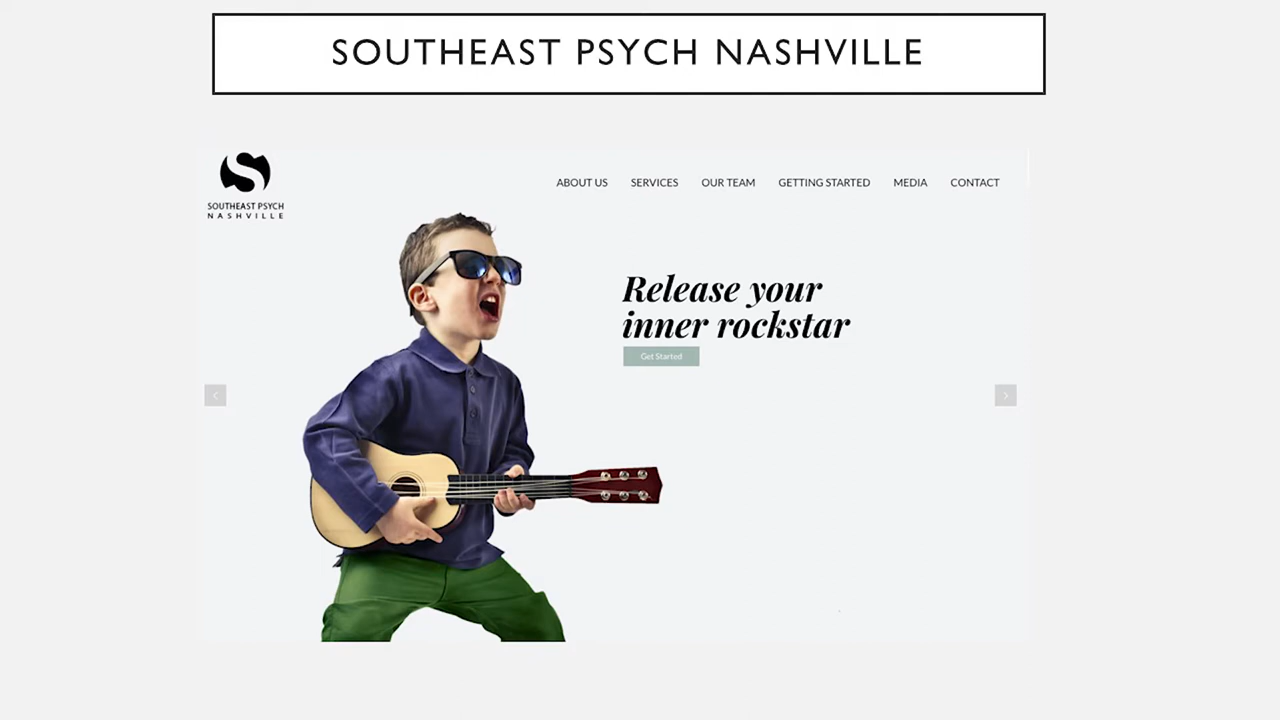 SOUTHEAST PSYCH NASHVILLE
SOUTHEAST PSYCH
NASHVILLE
ABOUT US SERVICES OUR TEAM GETTING STARTED MEDIA CONTACT
Release your
inner rockstar
Get Started